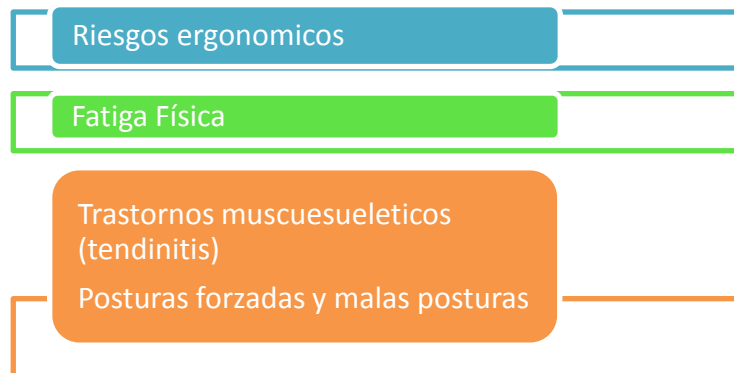 Riesgos ergonomicos
Fatiga Física
Trastornos muscuesueleticos
(tendinitis)
Posturas forzadas y malas posturas